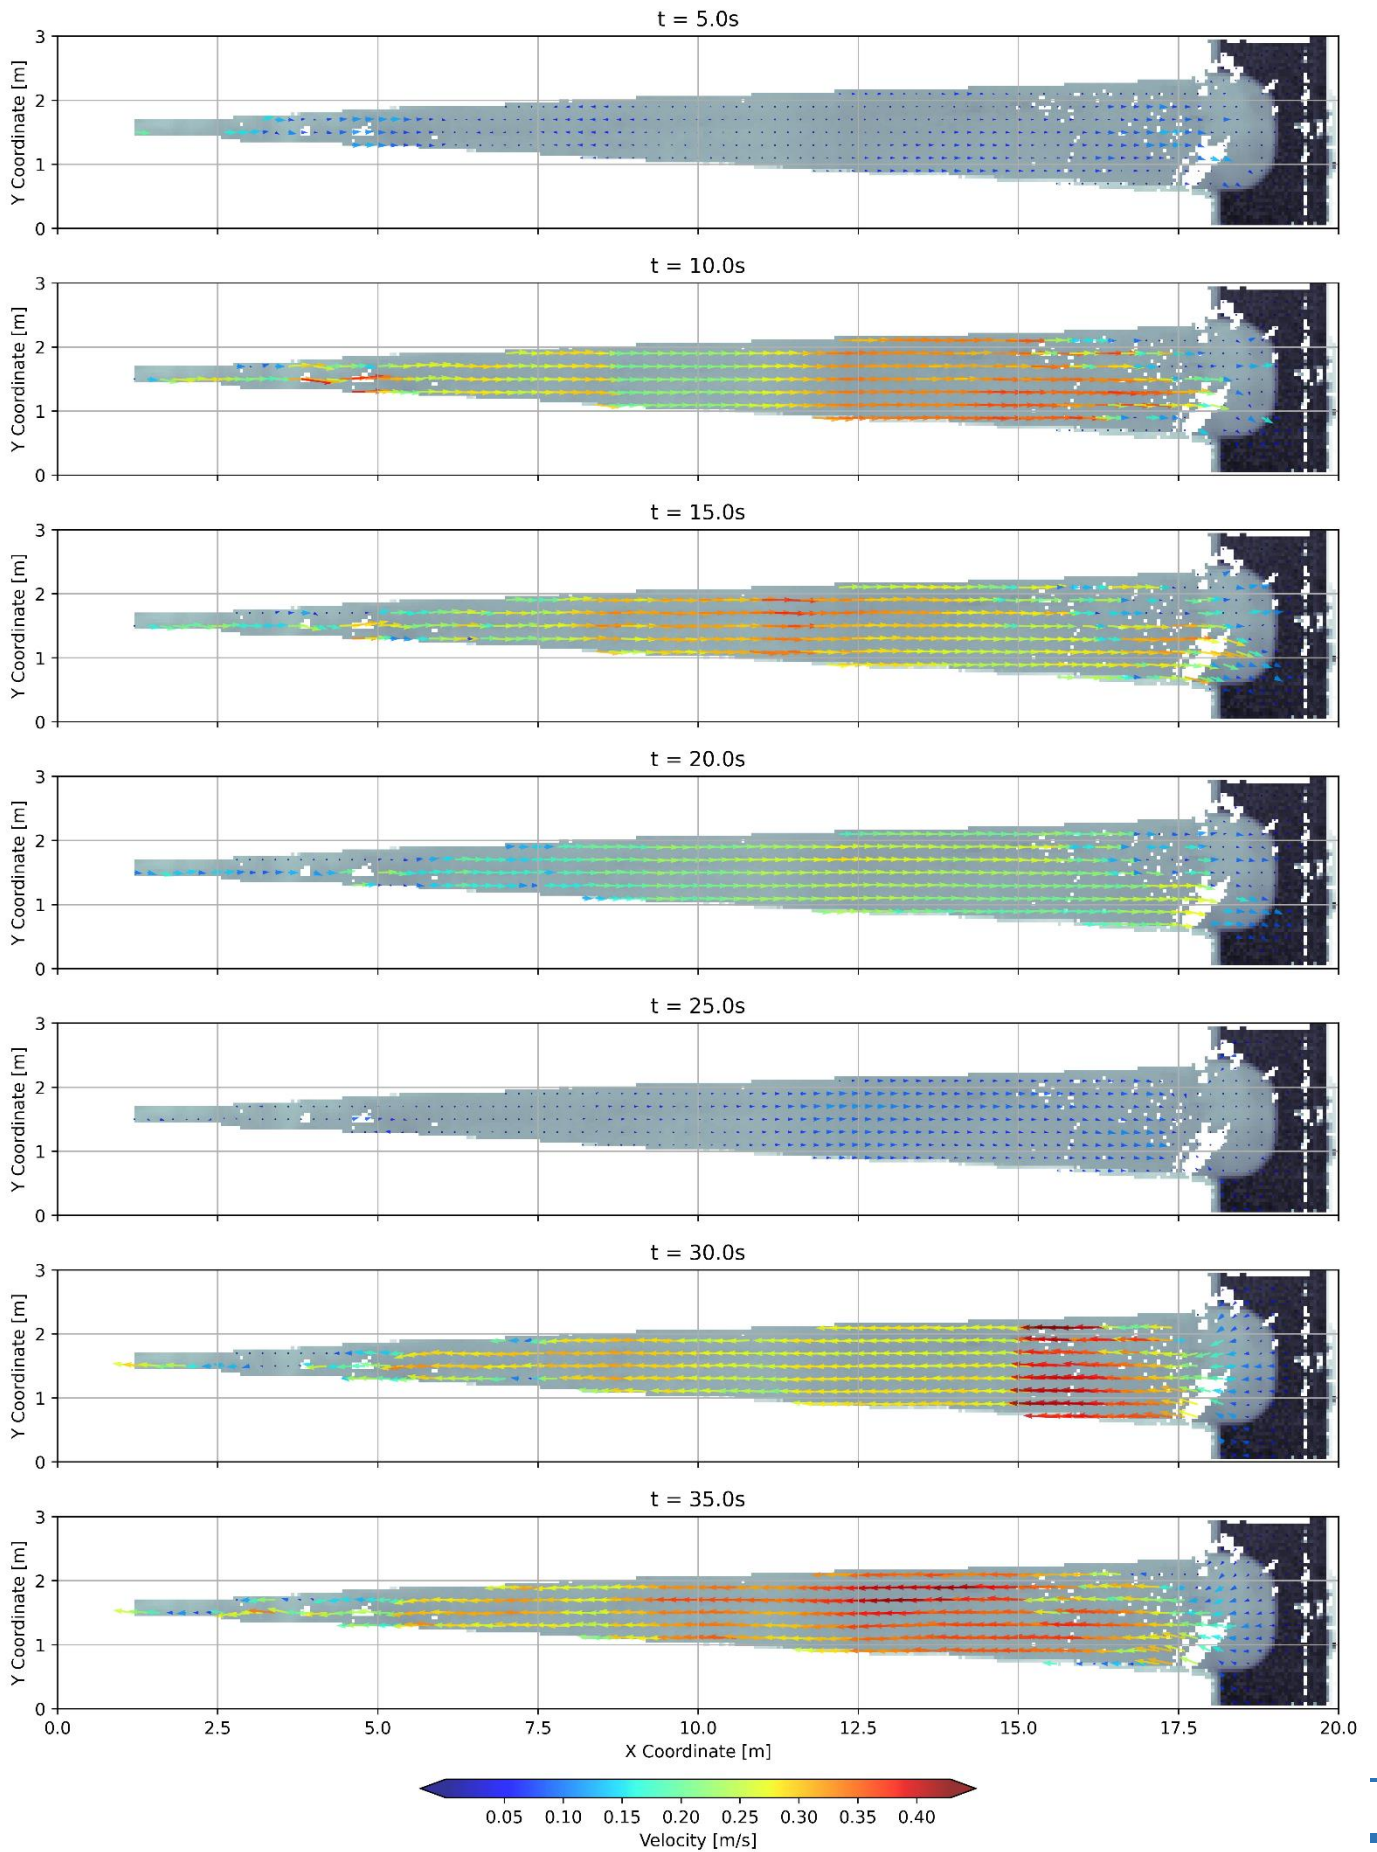 t = 5.0s
3
2
1
0
Y Coordinate [m]
t = 10.0s
3
2
1
0
Y Coordinate [m]
t = 15.0s
3
2
1
0
Y Coordinate [m]
t = 20.0s
3
2
1
0
Y Coordinate [m]
t = 25.0s
3
2
1
0
Y Coordinate [m]
t = 30.0s
3
2
1
0
Y Coordinate [m]
t = 35.0s
3
2
1
0
Y Coordinate [m]
0.0 2.5 5.0 7.5 10.0 12.5 15.0 17.5 20.0
X Coordinate [m]
0.05 0.10 0.15 0.20 0.25 0.30 0.35 0.40
Velocity [m/s]